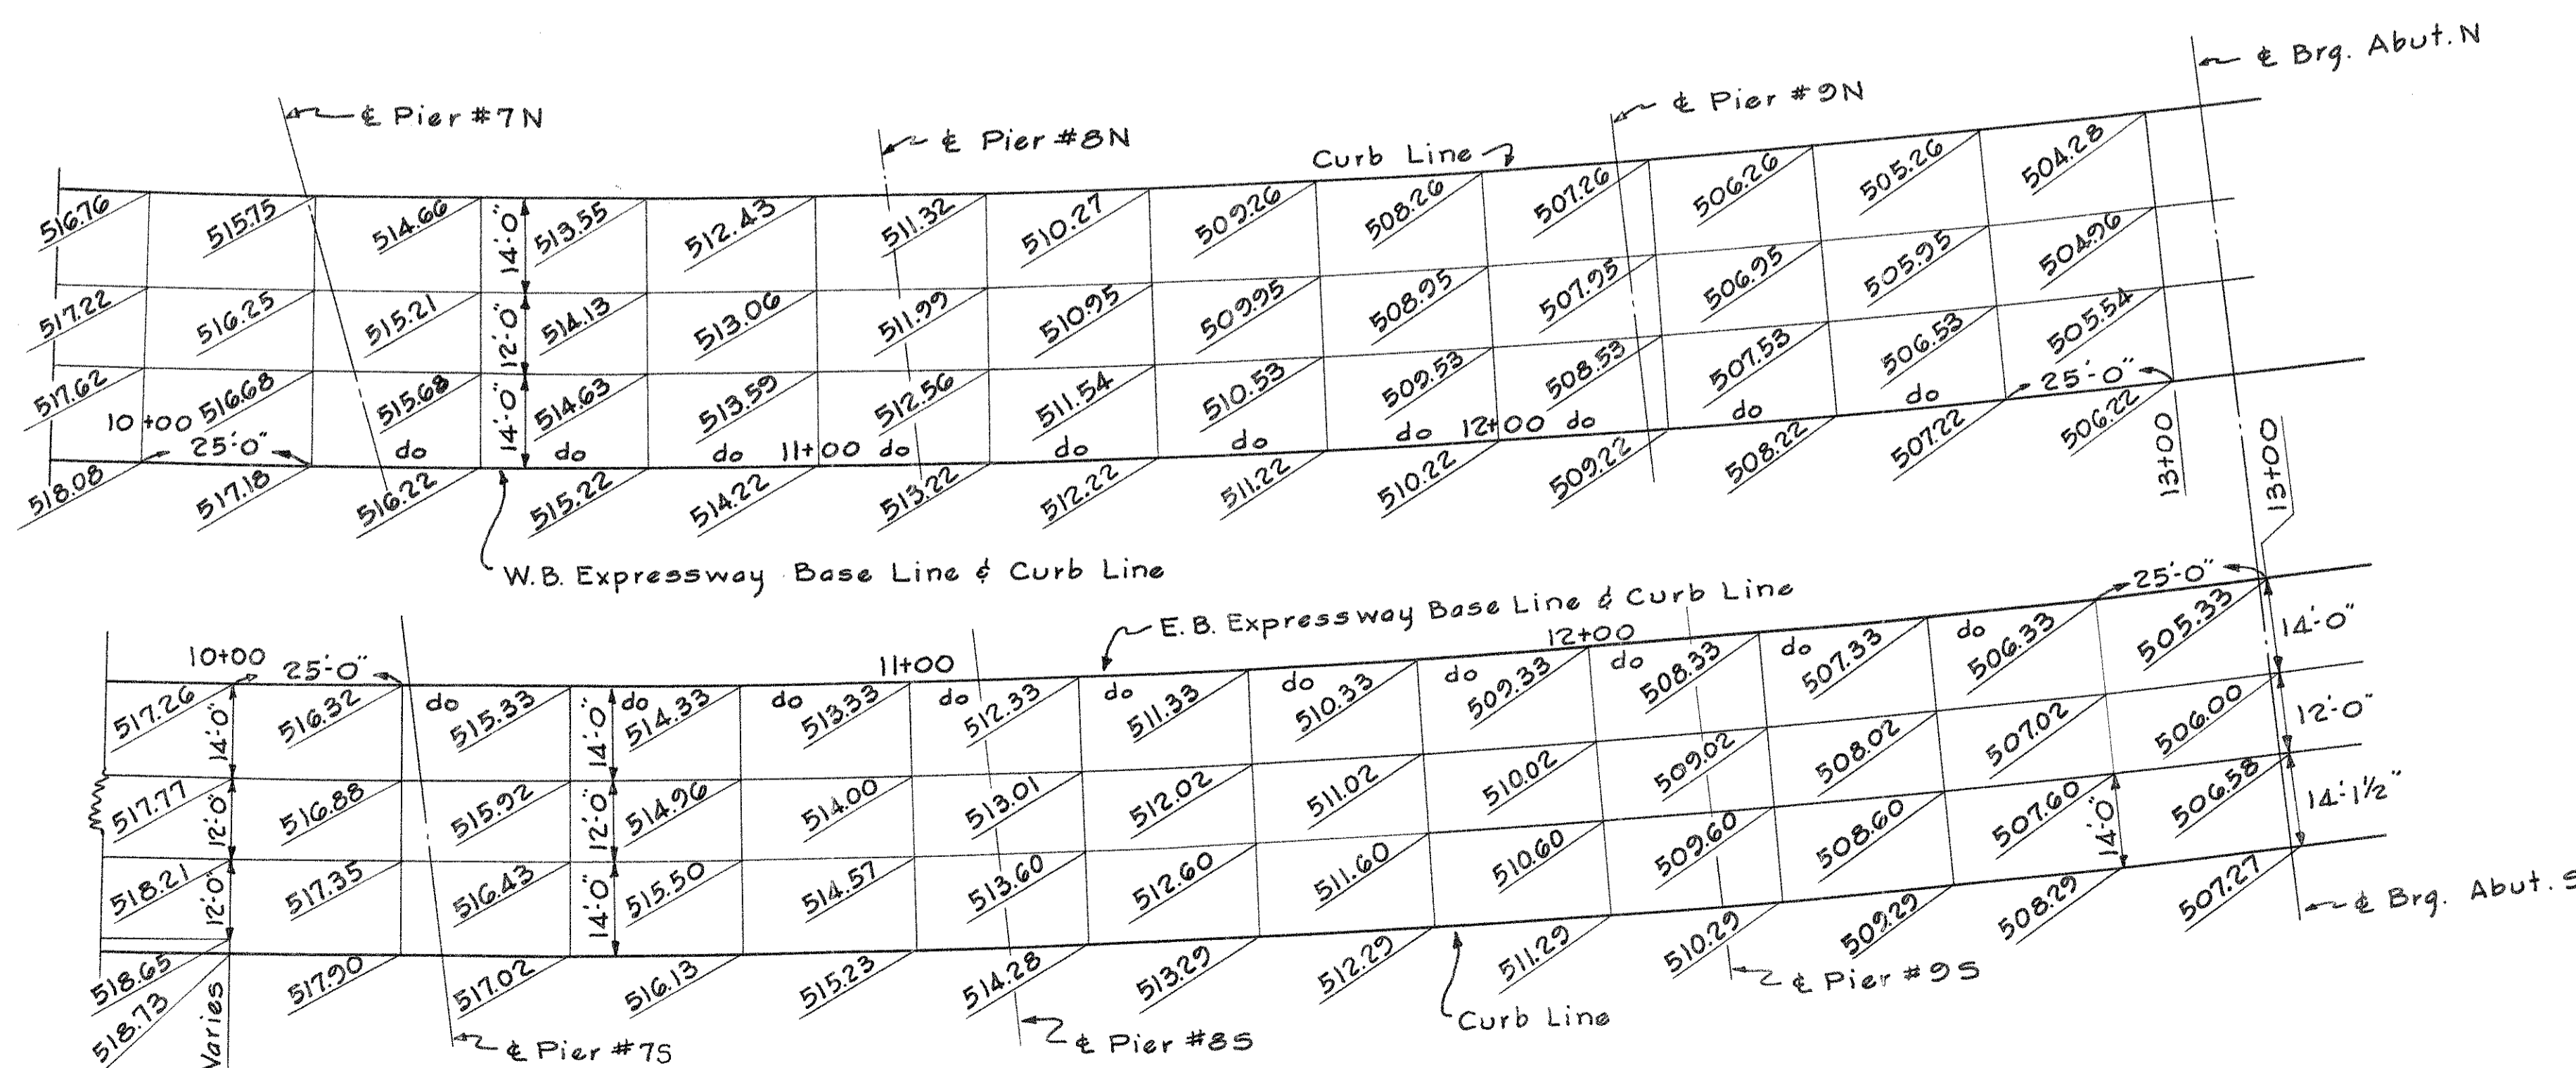 ℄ Brg. Abut. N
℄ Pier #7N
℄ Pier #8N
Curb Line
℄ Pier #9N
516.76 515.75 514.66 513.55 512.43 511.32 510.27 509.26 508.26 507.26 506.26 505.26 504.28
14'-0"
517.22 516.25 515.21 514.13 513.06 511.99 510.95 509.95 508.95 507.95 506.95 505.95 504.96
12'-0"
517.62 516.68 515.68 514.63 513.59 512.56 511.54 510.53 509.53 508.53 507.53 506.53 505.54
14'-0"
10+00 25'-0" do do do 11+00 do do do do 12+00 do do do 25'-0" 13+00 13+00
518.08 517.18 516.22 515.22 514.22 513.22 512.22 511.22 510.22 509.22 508.22 507.22 506.22
W.B. Expressway Base Line & Curb Line
E.B. Expressway Base Line & Curb Line
10+00 25'-0" 11+00 12+00 25'-0"
do do do do do do do do do do
517.26 516.32 515.33 514.33 513.33 512.33 511.33 510.33 509.33 508.33 507.33 506.33 505.33
14'-0" 14'-0" 14'-0"
517.77 516.88 515.92 514.96 514.00 513.01 512.02 511.02 510.02 509.02 508.02 507.02 506.00
12'-0" 12'-0" 12'-0"
518.21 517.35 516.43 515.50 514.57 513.60 512.60 511.60 510.60 509.60 508.60 507.60 506.58
12'-0" 14'-0" 14'-0" 14'-1½"
518.65 517.90 517.02 516.13 515.23 514.28 513.29 512.29 511.29 510.29 509.29 508.29 507.27
518.73
Varies
℄ Pier #7S
℄ Pier #8S
Curb Line
℄ Pier #9S
℄ Brg. Abut. S